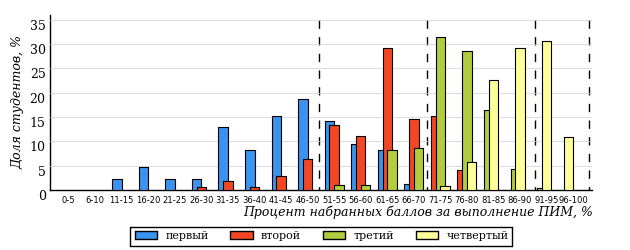 Доля студентов, %
35
30
25
20
15
10
5
0
0-5 6-10 11-15 16-20 21-25 26-30 31-35 36-40 41-45 46-50 51-55 56-60 61-65 66-70 71-75 76-80 81-85 86-90 91-95 96-100
Процент набранных баллов за выполнение ПИМ, %
первый второй третий четвертый